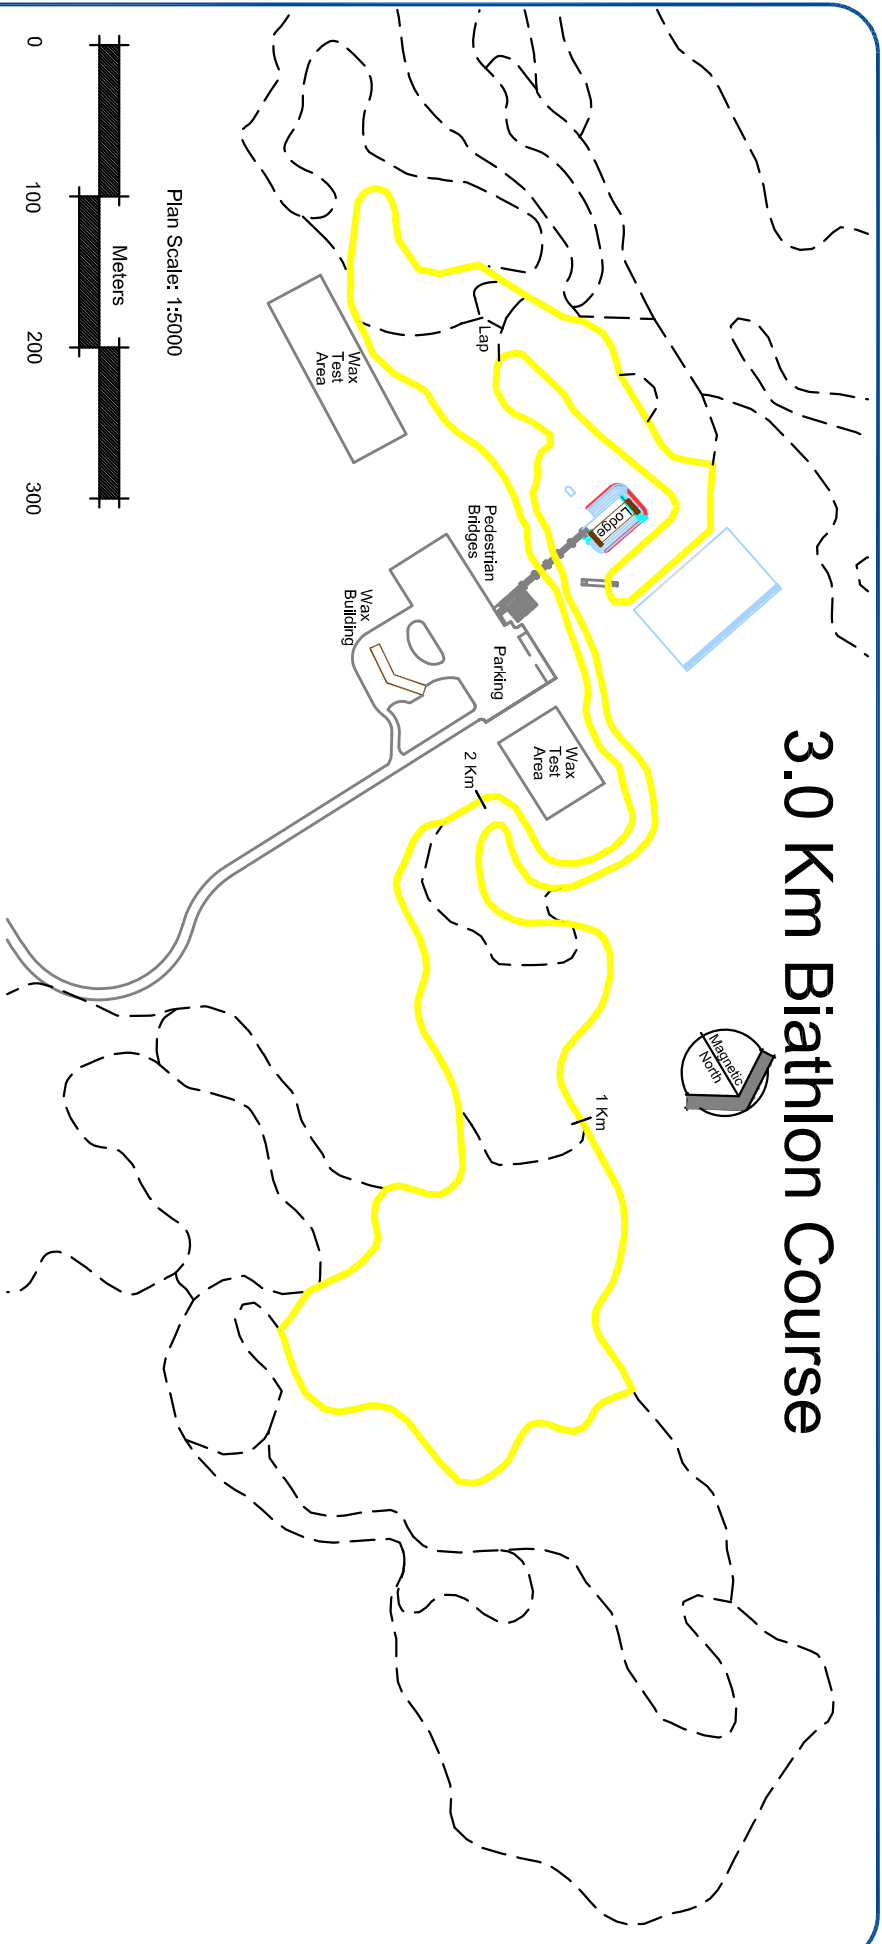 3.0 Km Biathlon Course
Magnetic
North
Lodge
Lap
Wax
Test
Area
Pedestrian
Bridges
Parking
Wax
Building
Wax
Test
Area
1 Km
2 Km
Plan Scale: 1:5000
Meters
0
100
200
300